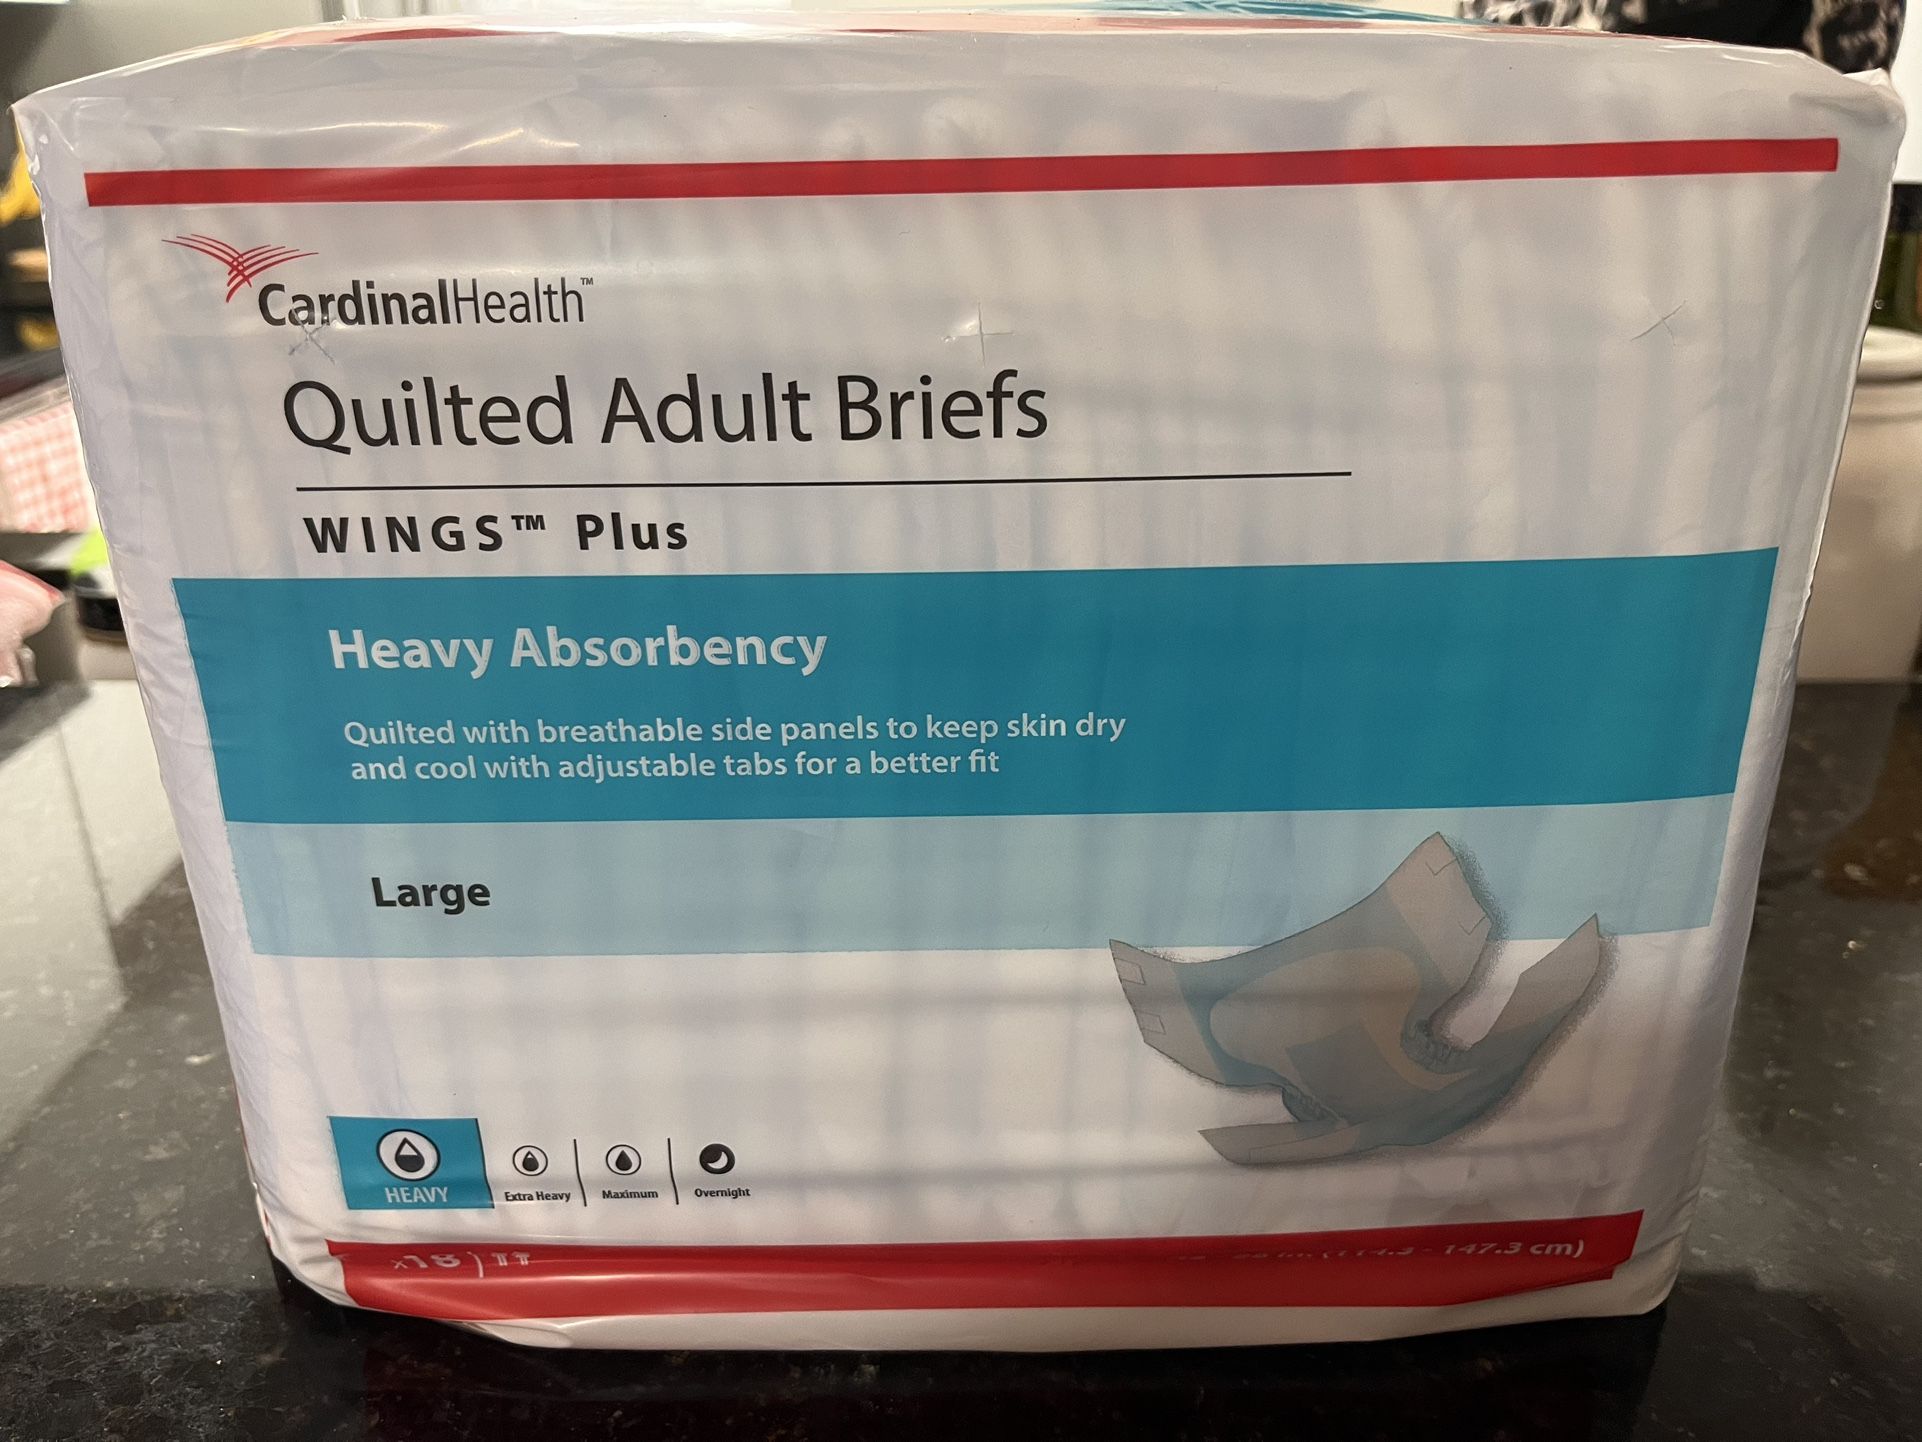 CardinalHealth™
Quilted Adult Briefs
WINGS™ Plus
Heavy Absorbency
Quilted with breathable side panels to keep skin dry
and cool with adjustable tabs for a better fit
Large
HEAVY
Extra Heavy
Maximum
Overnight
x18
147.3 cm)